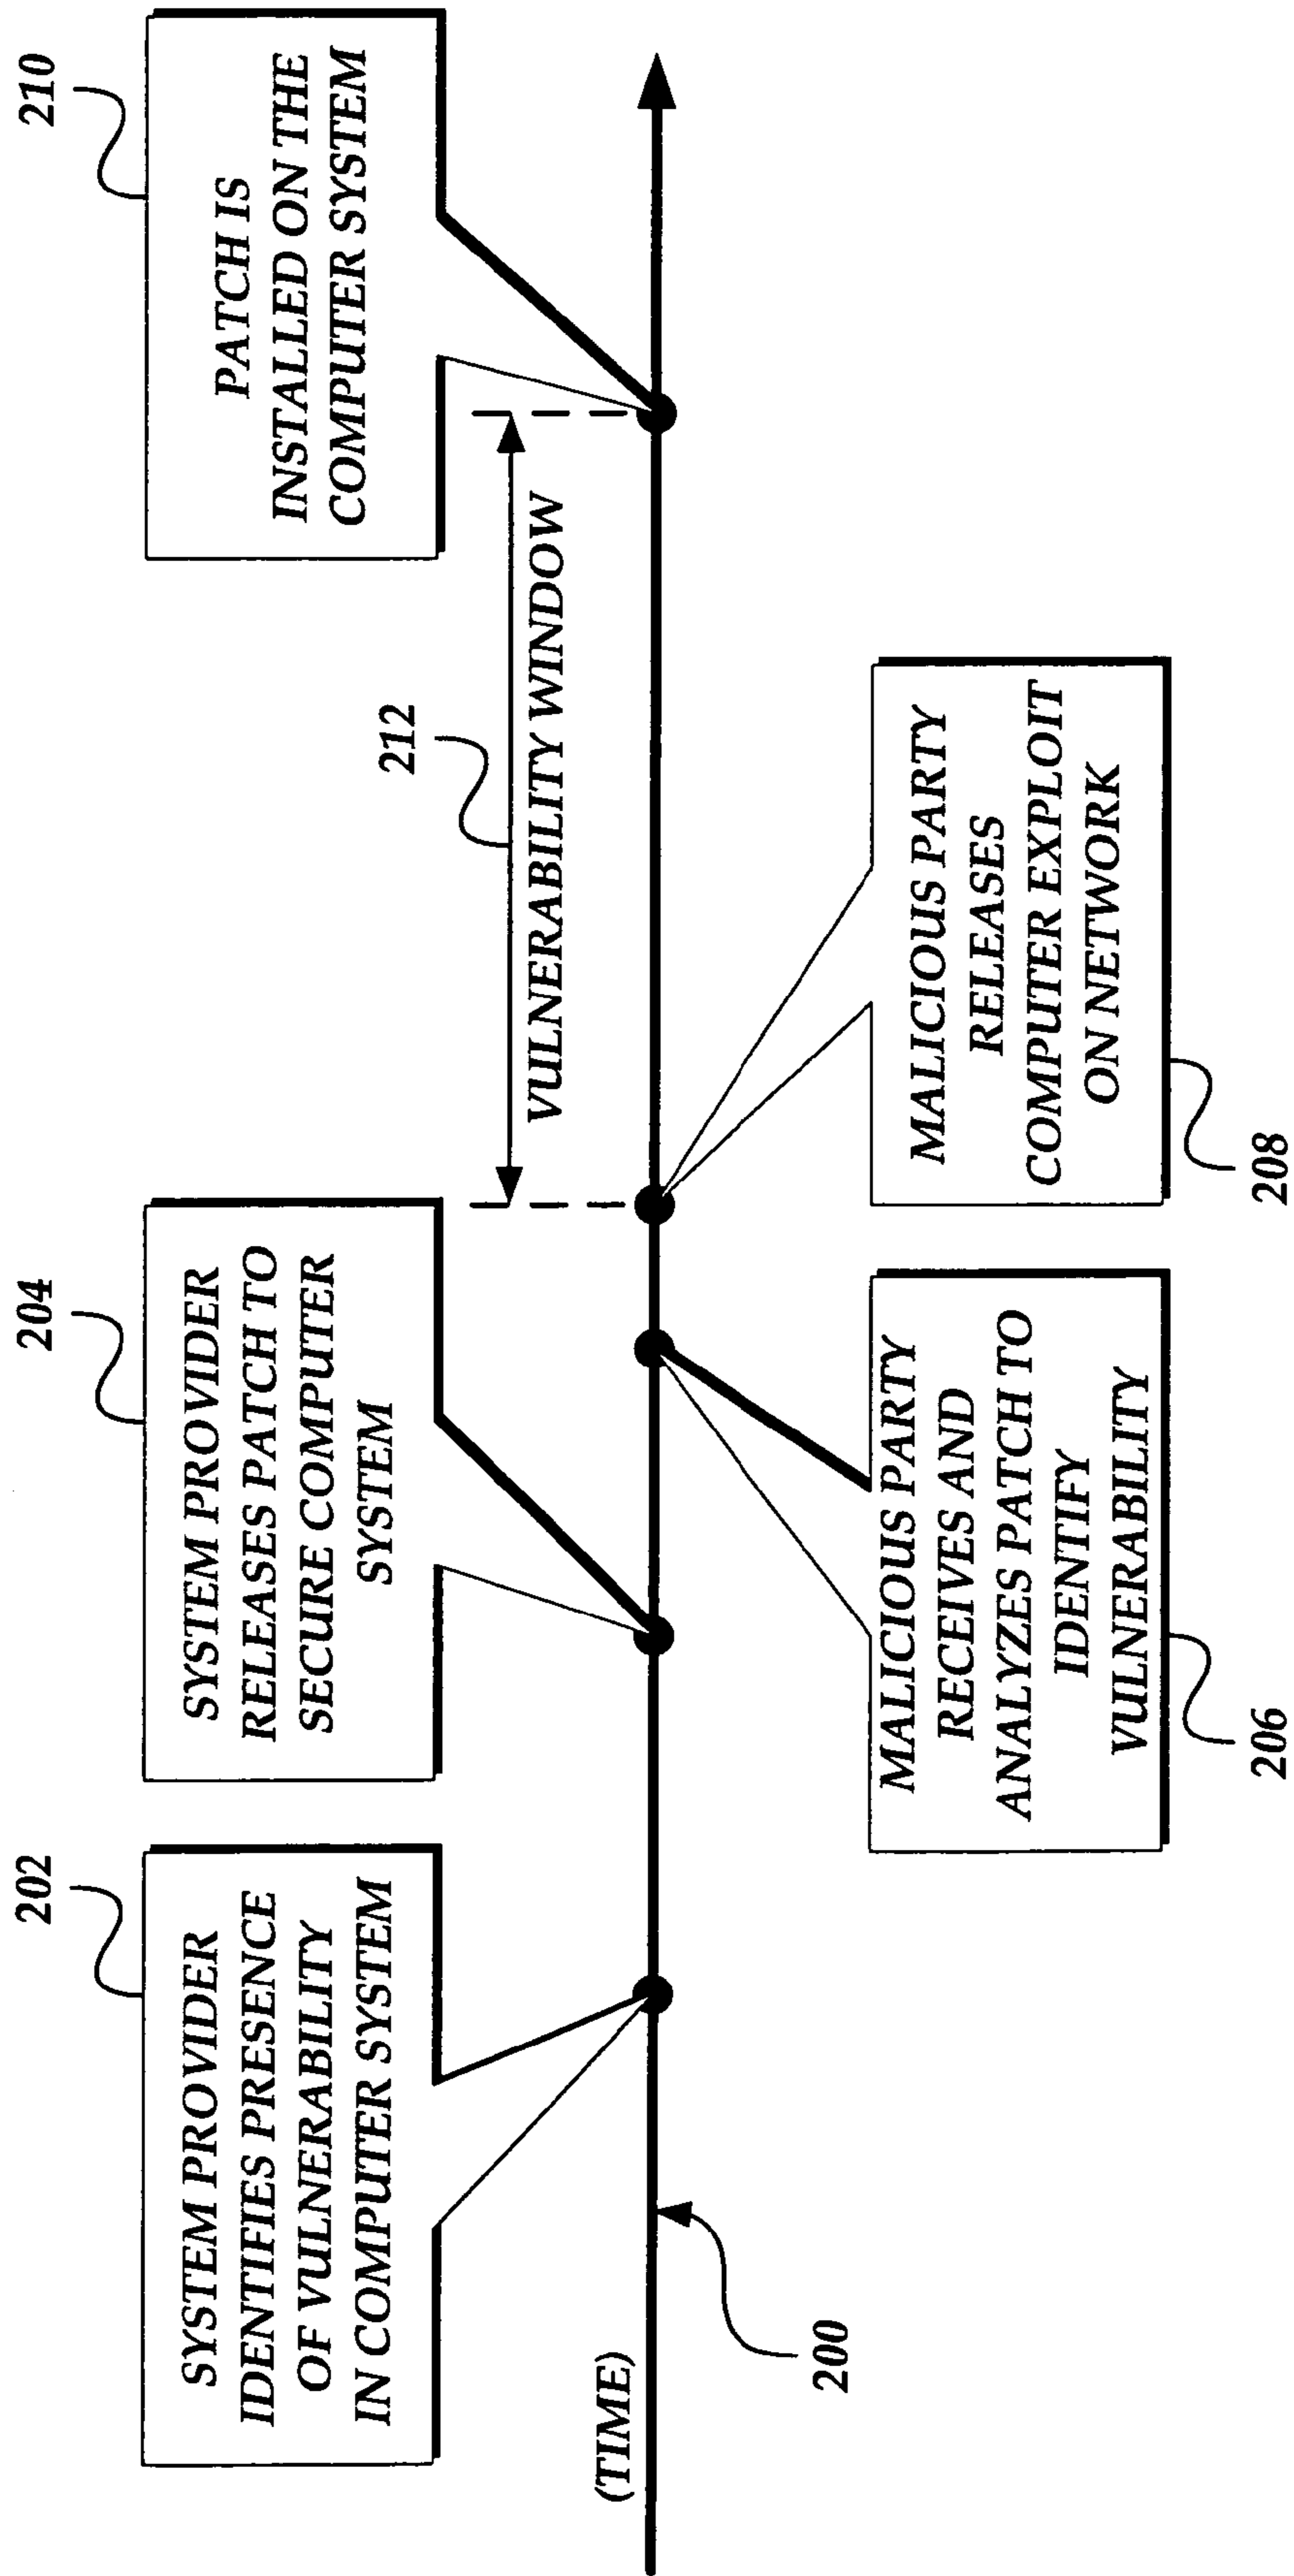 202
SYSTEM PROVIDER
IDENTIFIES PRESENCE
OF VULNERABILITY
IN COMPUTER SYSTEM
204
SYSTEM PROVIDER
RELEASES PATCH TO
SECURE COMPUTER
SYSTEM
210
PATCH IS
INSTALLED ON THE
COMPUTER SYSTEM
212
VULNERABILITY WINDOW
(TIME)
200
MALICIOUS PARTY
RECEIVES AND
ANALYZES PATCH TO
IDENTIFY
VULNERABILITY
206
MALICIOUS PARTY
RELEASES
COMPUTER EXPLOIT
ON NETWORK
208